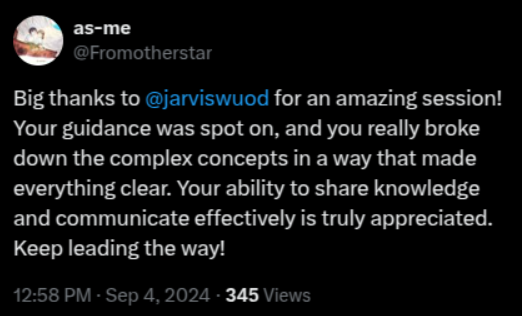 as-me
@Fromotherstar
Big thanks to @jarviswuod for an amazing session!
Your guidance was spot on, and you really broke
down the complex concepts in a way that made
everything clear. Your ability to share knowledge
and communicate effectively is truly appreciated.
Keep leading the way!
12:58 PM · Sep 4, 2024 · 345 Views